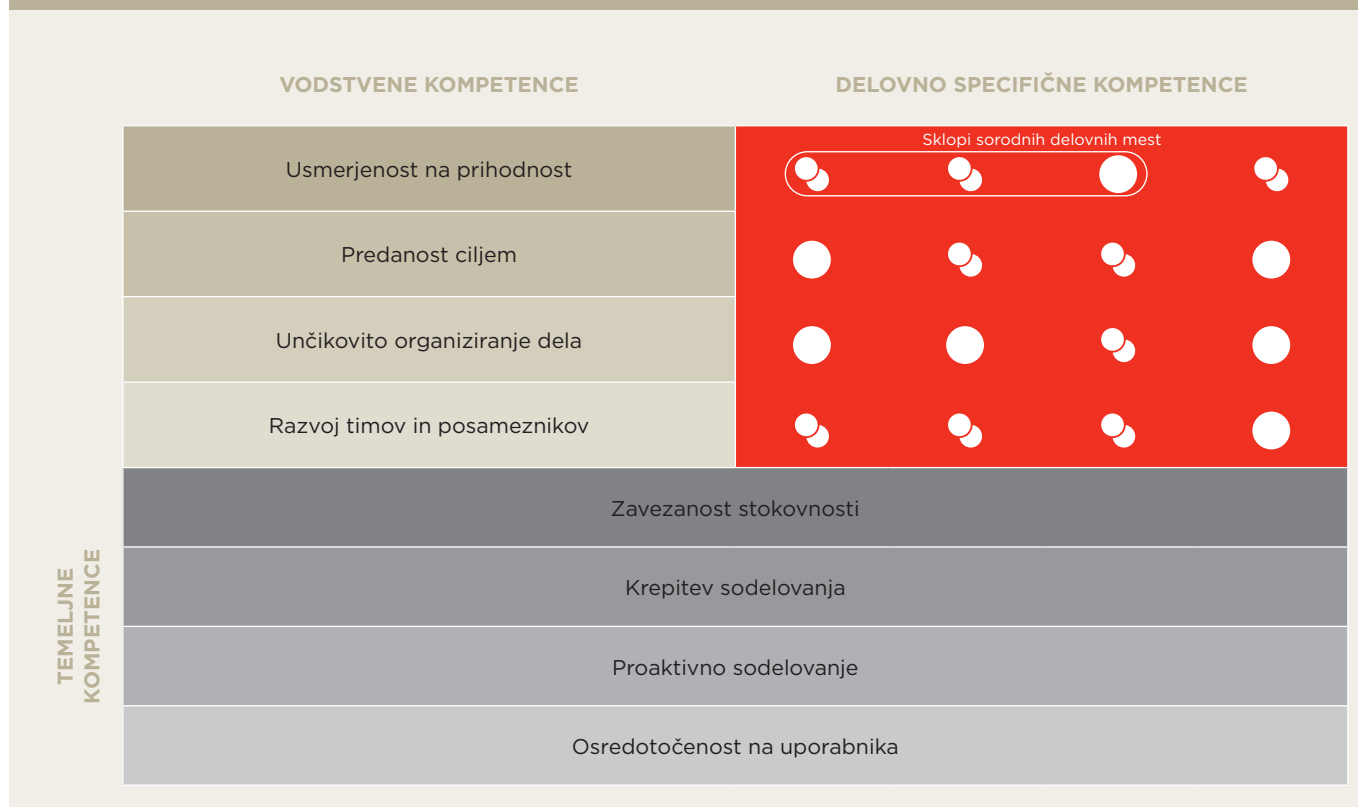 VODSTVENE KOMPETENCE
DELOVNO SPECIFIČNE KOMPETENCE
Sklopi sorodnih delovnih mest
Usmerjenost na prihodnost
Predanost ciljem
Unčikovito organiziranje dela
Razvoj timov in posameznikov
TEMELJNE
KOMPETENCE
Zavezanost stokovnosti
Krepitev sodelovanja
Proaktivno sodelovanje
Osredotočenost na uporabnika